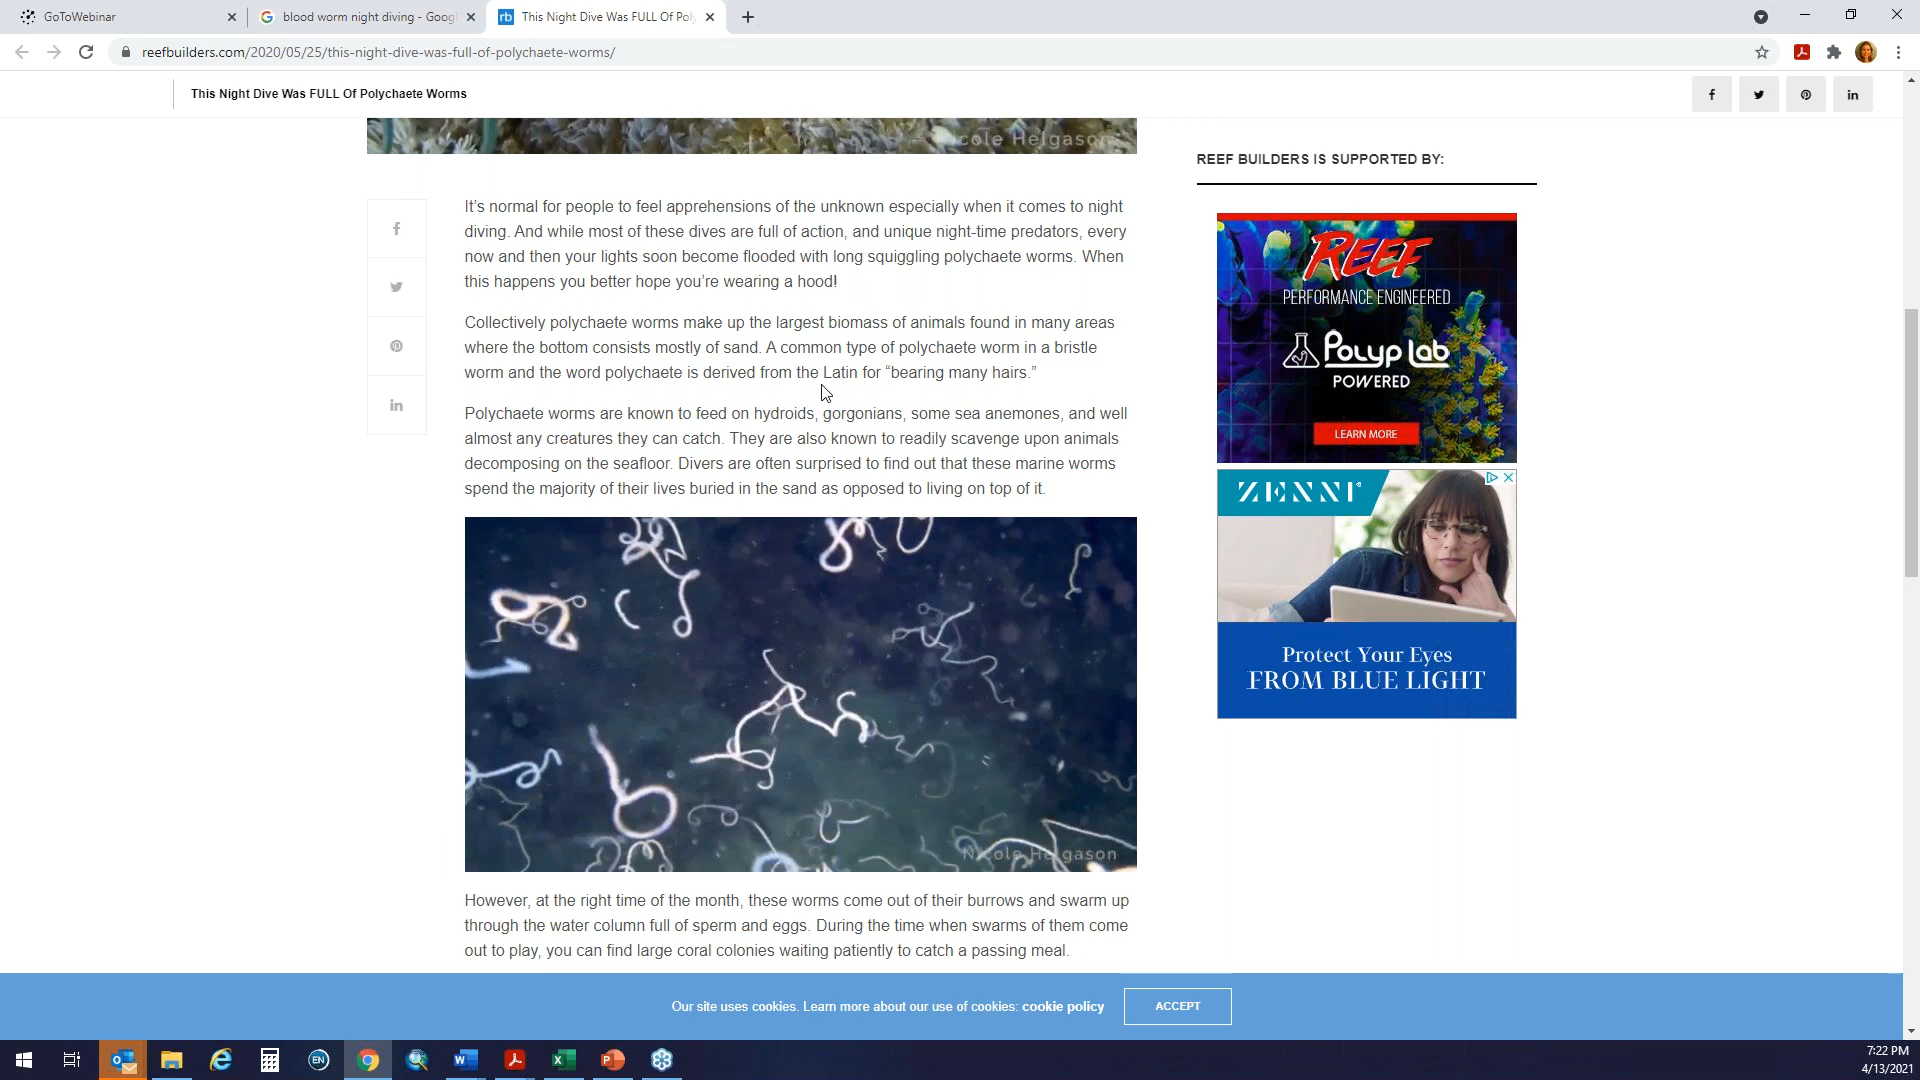 GoToWebinar
blood worm night diving - Goog
This Night Dive Was FULL Of Pol
reefbuilders.com/2020/05/25/this-night-dive-was-full-of-polychaete-worms/
This Night Dive Was FULL Of Polychaete Worms
Nicole Helgason
REEF BUILDERS IS SUPPORTED BY:
It’s normal for people to feel apprehensions of the unknown especially when it comes to night
diving. And while most of these dives are full of action, and unique night-time predators, every
now and then your lights soon become flooded with long squiggling polychaete worms. When
this happens you better hope you’re wearing a hood!
Collectively polychaete worms make up the largest biomass of animals found in many areas
where the bottom consists mostly of sand. A common type of polychaete worm in a bristle
worm and the word polychaete is derived from the Latin for “bearing many hairs.”
Polychaete worms are known to feed on hydroids, gorgonians, some sea anemones, and well
almost any creatures they can catch. They are also known to readily scavenge upon animals
decomposing on the seafloor. Divers are often surprised to find out that these marine worms
spend the majority of their lives buried in the sand as opposed to living on top of it.
Nicole Helgason
However, at the right time of the month, these worms come out of their burrows and swarm up
through the water column full of sperm and eggs. During the time when swarms of them come
out to play, you can find large coral colonies waiting patiently to catch a passing meal.
REEF
PERFORMANCE ENGINEERED
Polyp lab
POWERED
LEARN MORE
ZENNI
Protect Your Eyes
FROM BLUE LIGHT
Our site uses cookies. Learn more about our use of cookies: cookie policy
ACCEPT
7:22 PM
4/13/2021